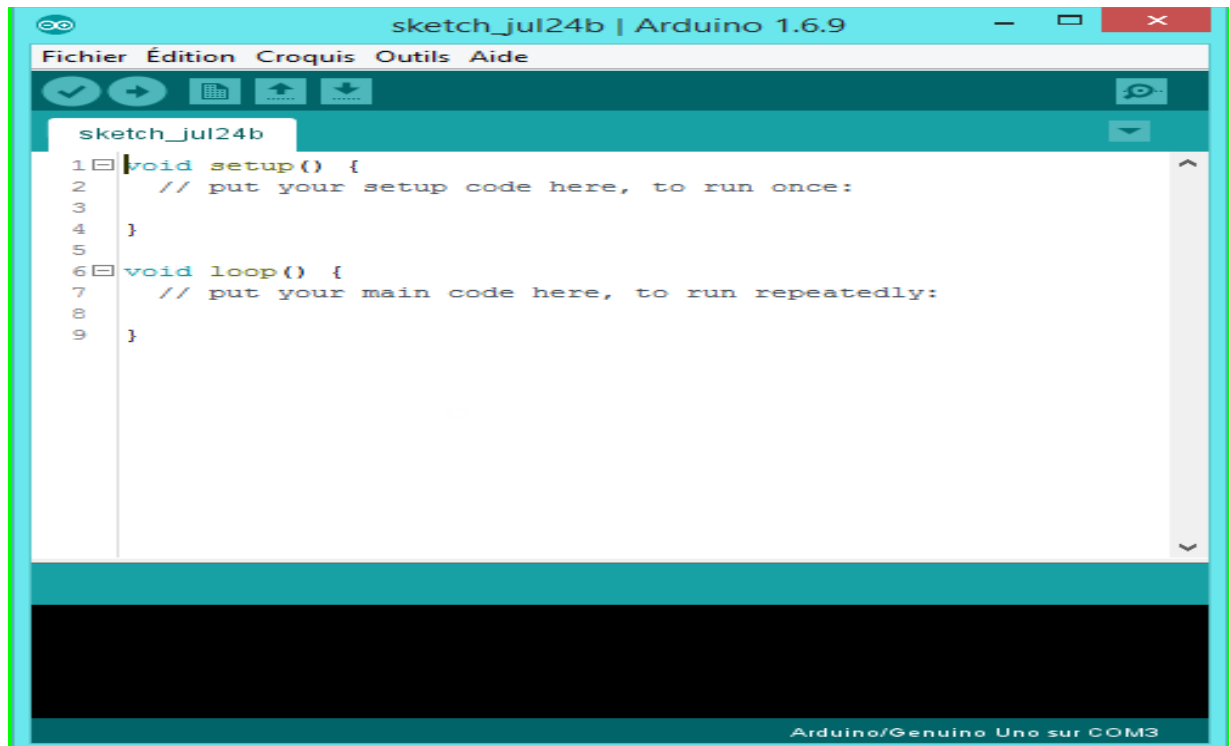 sketch_jul24b | Arduino 1.6.9
Fichier Édition Croquis Outils Aide
sketch_jul24b
1 void setup() {
2 // put your setup code here, to run once:
3
4 }
5
6 void loop() {
7 // put your main code here, to run repeatedly:
8
9 }
Arduino/Genuino Uno sur COM3